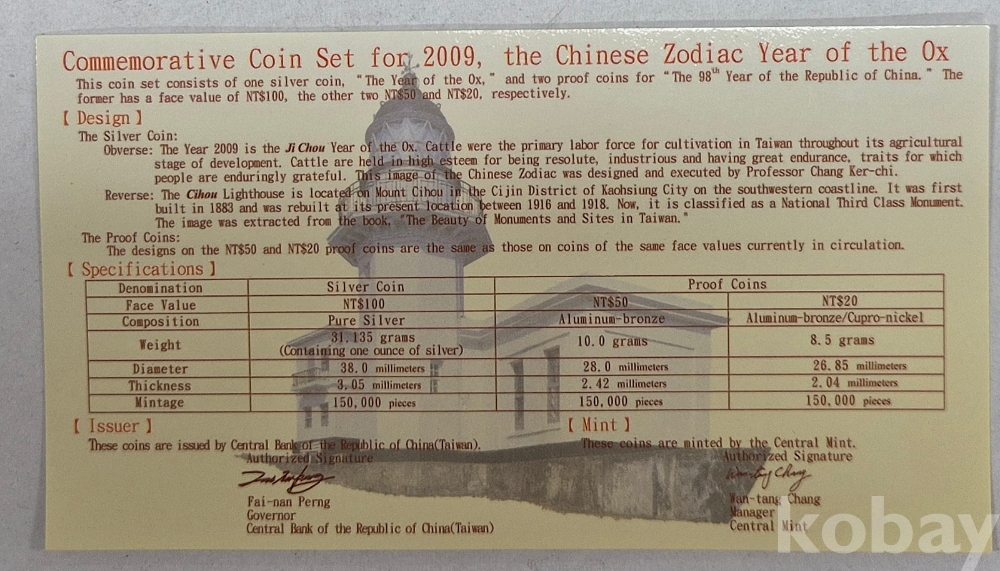 Commemorative Coin Set for 2009, the Chinese Zodiac Year of the Ox
This coin set consists of one silver coin, "The Year of the Ox," and two proof coins for "The 98th Year of the Republic of China." The
former has a face value of NT$100, the other two NT$50 and NT$20, respectively.
【Design】
The Silver Coin:
Obverse: The Year 2009 is the Ji Chou Year of the Ox. Cattle were the primary labor force for cultivation in Taiwan throughout its agricultural
stage of development. Cattle are held in high esteem for being resolute, industrious and having great endurance, traits for which
people are enduringly grateful. This image of the Chinese Zodiac was designed and executed by Professor Chang Ker-chi.
Reverse: The Cihou Lighthouse is located on Mount Cihou in the Cijin District of Kaohsiung City on the southwestern coastline. It was first
built in 1883 and was rebuilt at its present location between 1916 and 1918. Now, it is classified as a National Third Class Monument.
The image was extracted from the book, "The Beauty of Monuments and Sites in Taiwan."
The Proof Coins:
The designs on the NT$50 and NT$20 proof coins are the same as those on coins of the same face values currently in circulation.
【Specifications】
Denomination Silver Coin Proof Coins
Face Value NT$100 NT$50 NT$20
Composition Pure Silver Aluminum-bronze Aluminum-bronze/Cupro-nickel
Weight 31.135 grams (Containing one ounce of silver) 10.0 grams 8.5 grams
Diameter 38.0 millimeters 28.0 millimeters 26.85 millimeters
Thickness 3.05 millimeters 2.42 millimeters 2.04 millimeters
Mintage 150,000 pieces 150,000 pieces 150,000 pieces
【Issuer】 【Mint】
These coins are issued by Central Bank of the Republic of China(Taiwan). These coins are minted by the Central Mint.
Authorized Signature Authorized Signature
Fai-nan Perng Wan-tang Chang
Governor Manager
Central Bank of the Republic of China(Taiwan) Central Mint
kobay